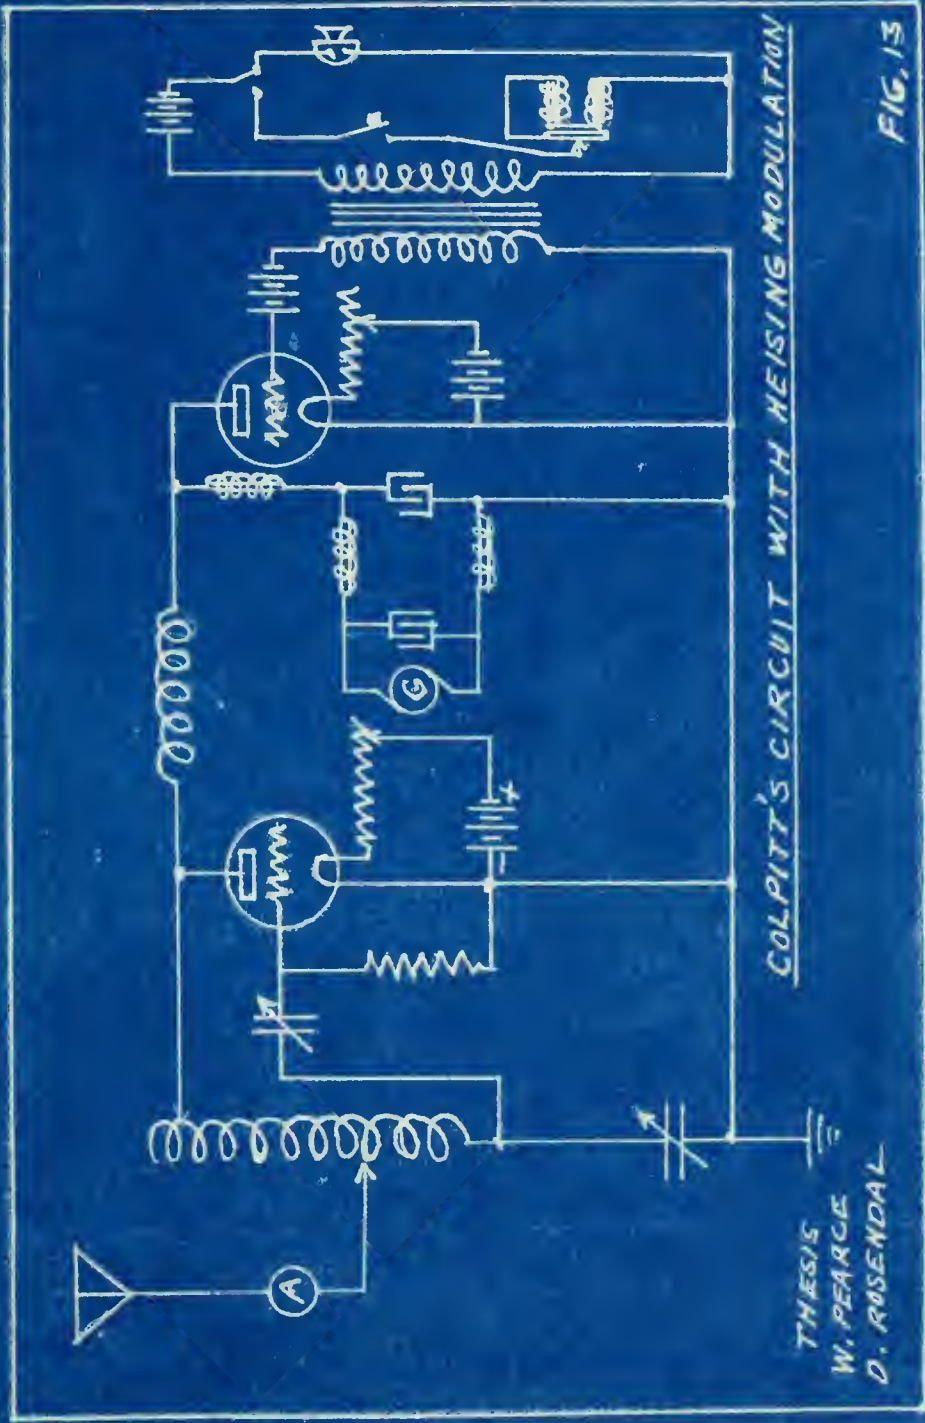 COLPITT'S CIRCUIT WITH HEISING MODULATION
THESIS
W. PEARCE
D. ROSENDAL
FIG. 13
A
G
+
-